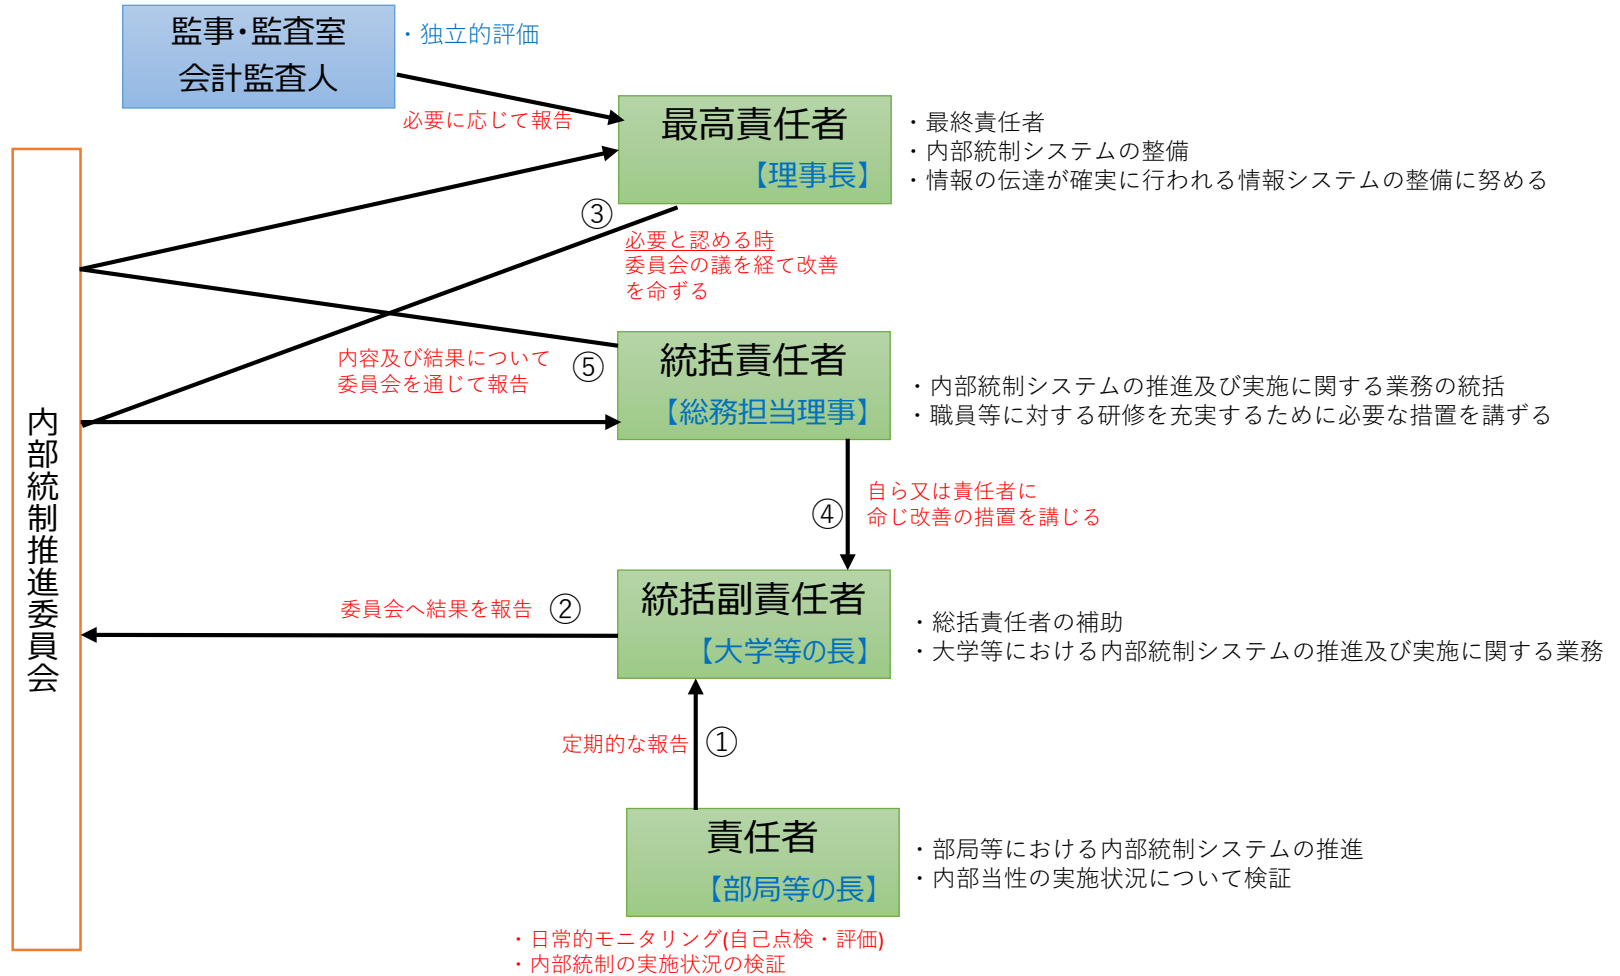 監事・監査室
会計監査人
・独立的評価
必要に応じて報告
最高責任者
【理事長】
・最終責任者
・内部統制システムの整備
・情報の伝達が確実に行われる情報システムの整備に努める
③
必要と認める時
委員会の議を経て改善
を命ずる
内容及び結果について
委員会を通じて報告
⑤
統括責任者
【総務担当理事】
・内部統制システムの推進及び実施に関する業務の統括
・職員等に対する研修を充実するために必要な措置を講ずる
内部統制推進委員会
④
自ら又は責任者に
命じ改善の措置を講じる
委員会へ結果を報告
②
統括副責任者
【大学等の長】
・総括責任者の補助
・大学等における内部統制システムの推進及び実施に関する業務
定期的な報告
①
責任者
【部局等の長】
・部局等における内部統制システムの推進
・内部当性の実施状況について検証
・日常的モニタリング(自己点検・評価)
・内部統制の実施状況の検証